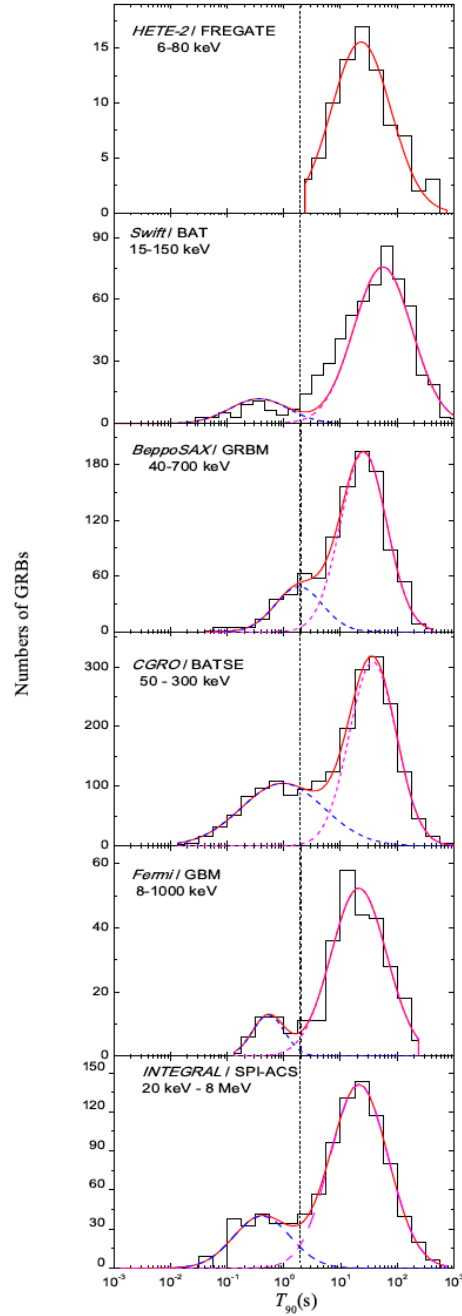 HETE-2 / FREGATE
6-80 keV
15
10
5
0
Swift / BAT
15-150 keV
90
60
30
0
BeppoSAX / GRBM
40-700 keV
180
120
60
0
Numbers of GRBs
CGRO / BATSE
50 - 300 keV
300
200
100
0
Fermi / GBM
8-1000 keV
60
40
20
0
INTEGRAL / SPI-ACS
20 keV - 8 MeV
150
120
90
60
30
0
10⁻³ 10⁻² 10⁻¹ 10⁰ 10¹ 10² 10³
T₉₀(s)